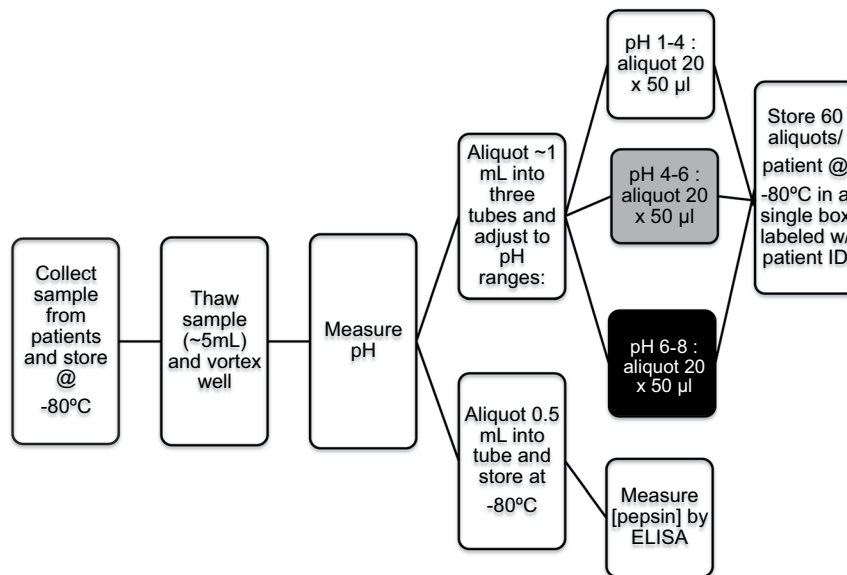 Collect
sample
from
patients
and store
@
-80ºC
Thaw
sample
(~5mL)
and vortex
well
Measure
pH
Aliquot ~1
mL into
three
tubes and
adjust to
pH
ranges:
pH 1-4 :
aliquot 20
x 50 µl
pH 4-6 :
aliquot 20
x 50 µl
pH 6-8 :
aliquot 20
x 50 µl
Store 60
aliquots/
patient @
-80ºC in a
single box
labeled w/
patient ID
Aliquot 0.5
mL into
tube and
store at
-80ºC
Measure
[pepsin] by
ELISA